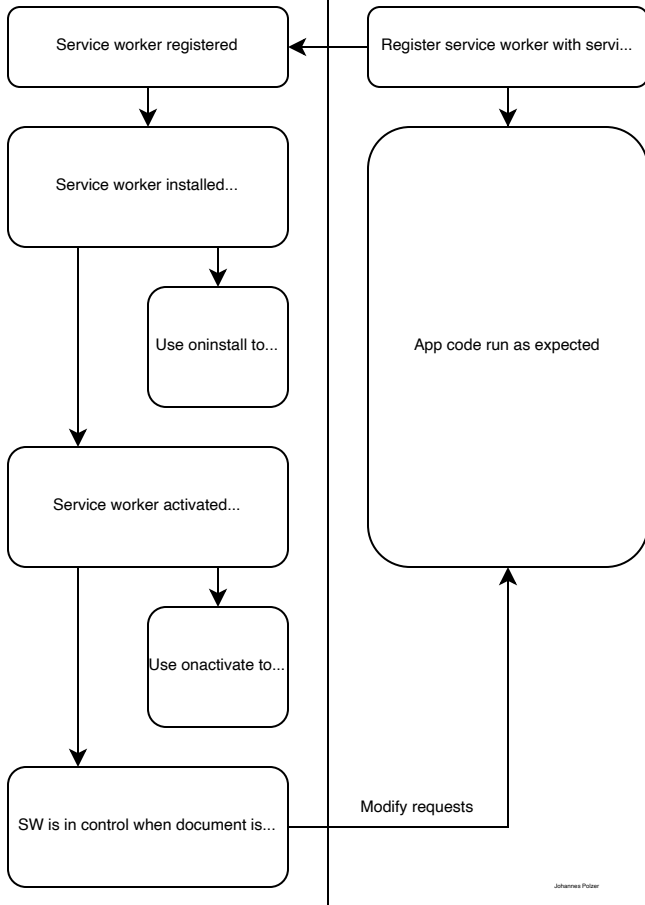 Service worker registered
Register service worker with servi...
Service worker installed...
Use oninstall to...
App code run as expected
Service worker activated...
Use onactivate to...
SW is in control when document is...
Modify requests
Johannes Polzer